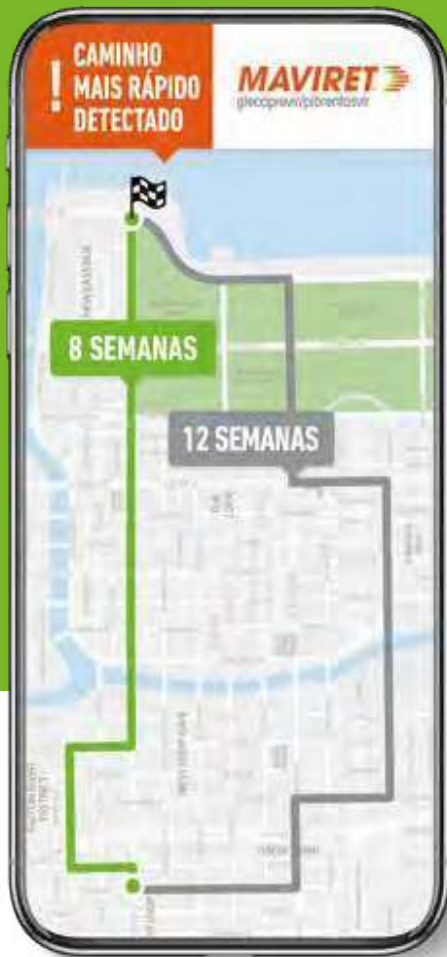 !
CAMINHO
MAIS RÁPIDO
DETECTADO
MAVIRET
glecaprevir/pibrentasvir
8 SEMANAS
12 SEMANAS